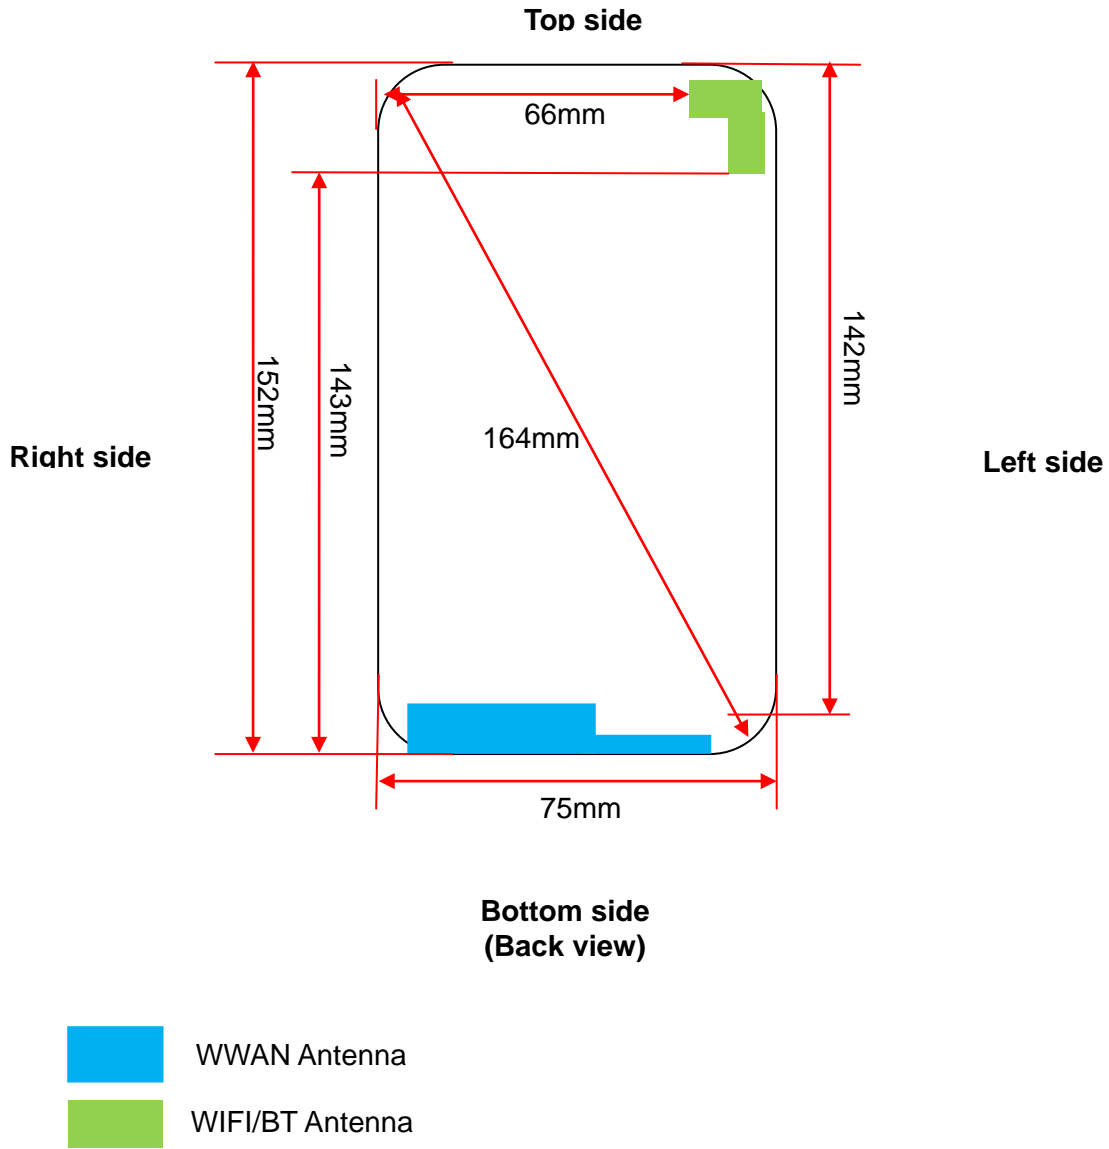 Top side
66mm
142mm
152mm
143mm
164mm
Right side
Left side
75mm
Bottom side
(Back view)
WWAN Antenna
WIFI/BT Antenna